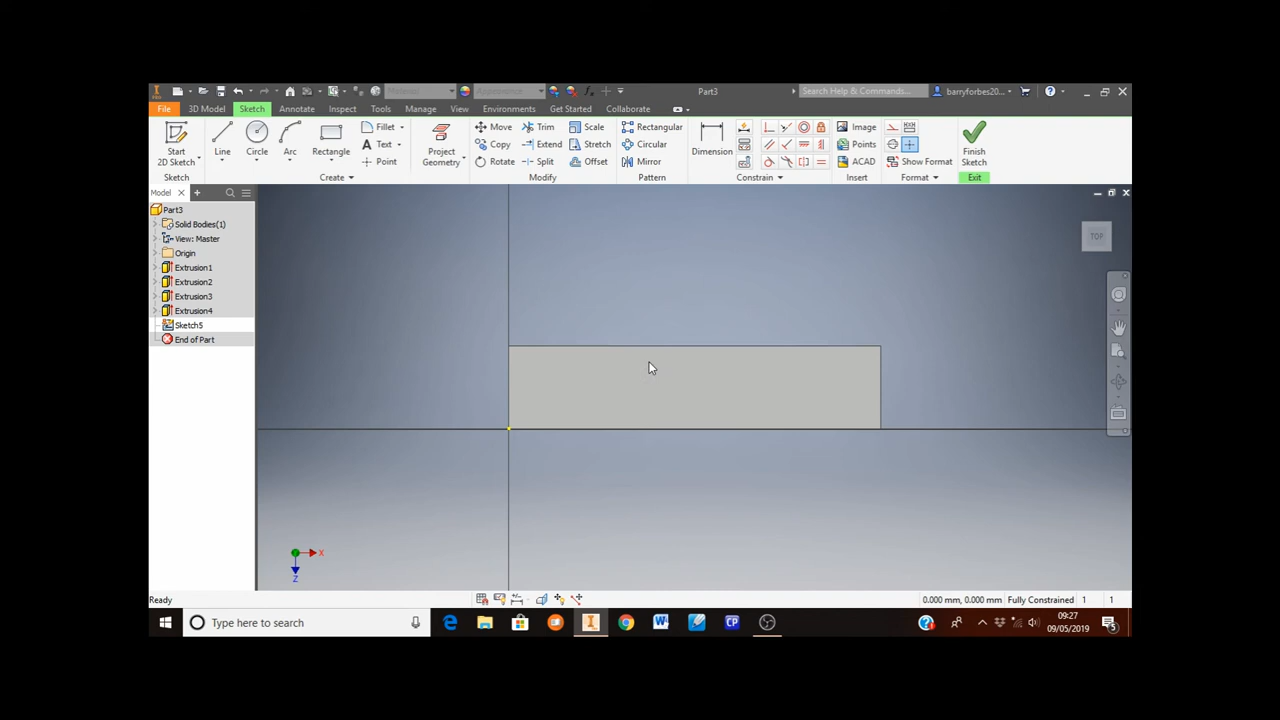 PRO
Material
Appearance
Part3
Search Help & Commands...
barryforbes20...
File
3D Model
Sketch
Annotate
Inspect
Tools
Manage
View
Environments
Get Started
Collaborate
Start
2D Sketch
Line
Circle
Arc
Rectangle
Fillet
Text
Point
Project
Geometry
Move
Copy
Rotate
Trim
Extend
Split
Scale
Stretch
Offset
Rectangular
Circular
Mirror
Dimension
Image
Points
ACAD
Show Format
Finish
Sketch
Sketch
Create
Modify
Pattern
Constrain
Insert
Format
Exit
Model
Part3
Solid Bodies(1)
View: Master
Origin
Extrusion1
Extrusion2
Extrusion3
Extrusion4
Sketch5
End of Part
TOP
X
Z
Ready
0.000 mm, 0.000 mm
Fully Constrained
1
1
Type here to search
W
CP
09:27
09/05/2019
5